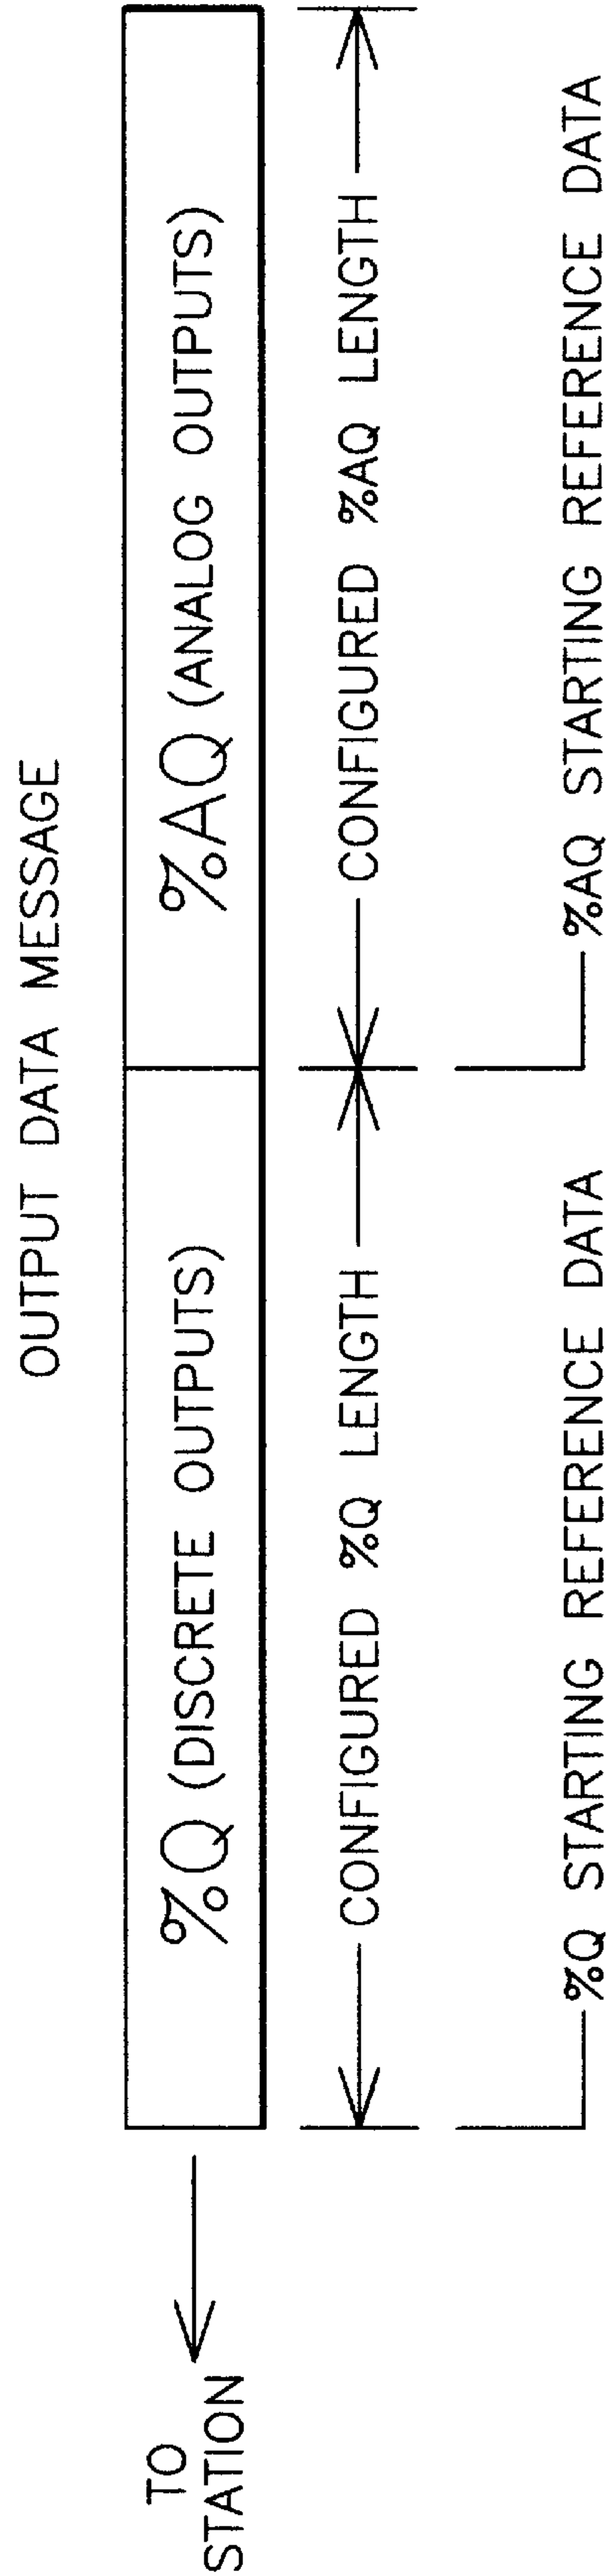 OUTPUT DATA MESSAGE
TO
STATION
%Q (DISCRETE OUTPUTS)
%AQ (ANALOG OUTPUTS)
CONFIGURED %Q LENGTH
CONFIGURED %AQ LENGTH
%Q STARTING REFERENCE DATA
%AQ STARTING REFERENCE DATA